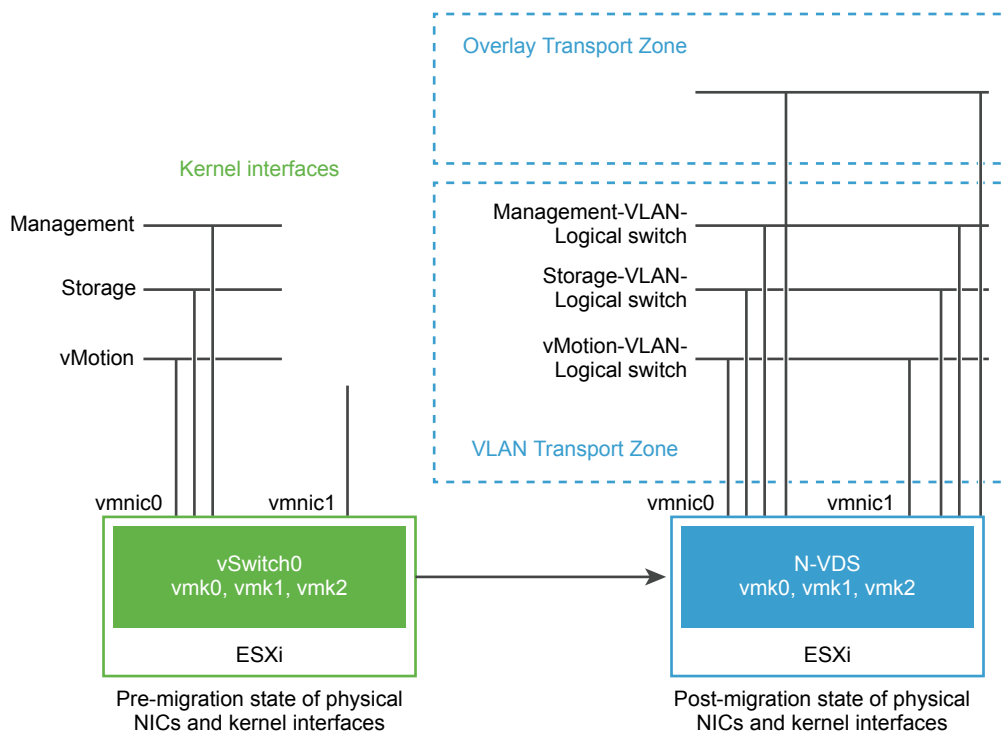 Overlay Transport Zone
Kernel interfaces
Management
Storage
vMotion
Management-VLAN-
Logical switch
Storage-VLAN-
Logical switch
vMotion-VLAN-
Logical switch
VLAN Transport Zone
vmnic0
vmnic1
vmnic0
vmnic1
vSwitch0
vmk0, vmk1, vmk2
ESXi
N-VDS
vmk0, vmk1, vmk2
ESXi
Pre-migration state of physical
NICs and kernel interfaces
Post-migration state of physical
NICs and kernel interfaces